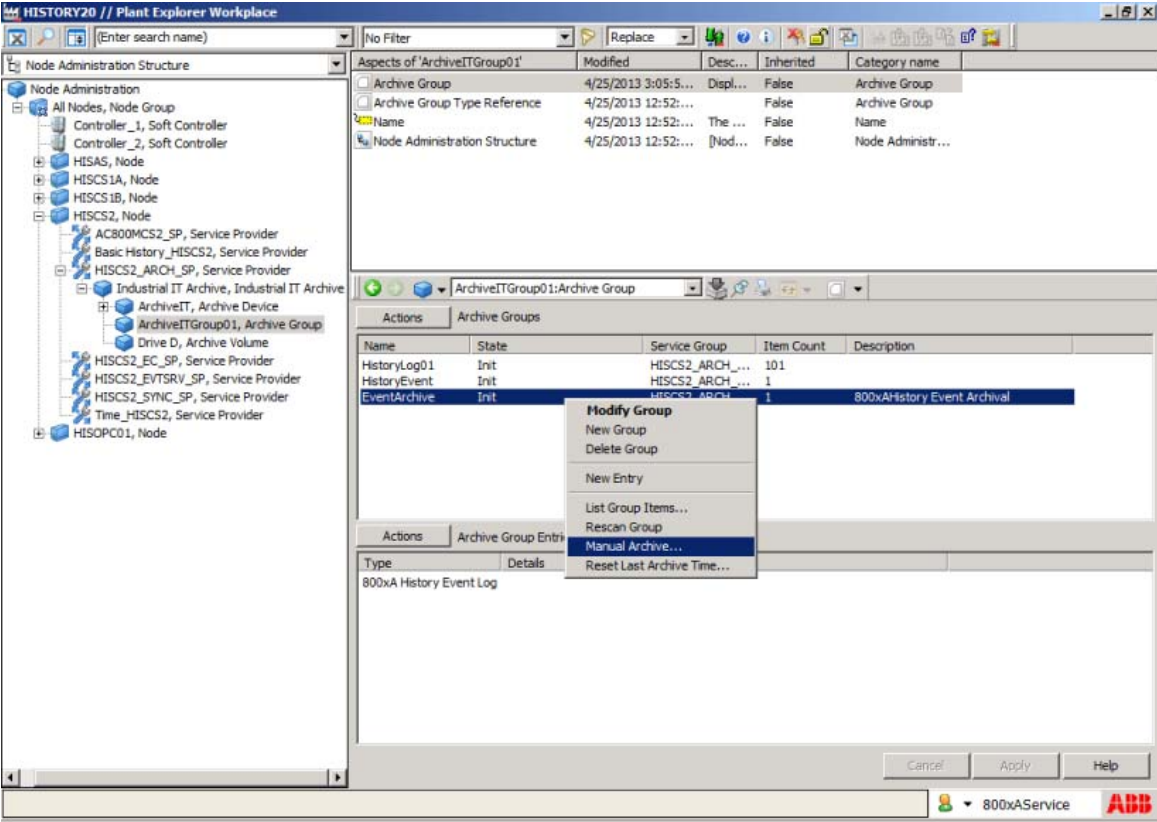 HISTORY20 // Plant Explorer Workplace
(Enter search name)
No Filter
Replace
Node Administration Structure
Node Administration
All Nodes, Node Group
Controller_1, Soft Controller
Controller_2, Soft Controller
HISAS, Node
HISCS1A, Node
HISCS1B, Node
HISCS2, Node
AC800MCS2_SP, Service Provider
Basic History_HISCS2, Service Provider
HISCS2_ARCH_SP, Service Provider
Industrial IT Archive, Industrial IT Archive
ArchiveIT, Archive Device
ArchiveITGroup01, Archive Group
Drive D, Archive Volume
HISCS2_EC_SP, Service Provider
HISCS2_EVTSRV_SP, Service Provider
HISCS2_SYNC_SP, Service Provider
Time_HISCS2, Service Provider
HISOPC01, Node
Aspects of 'ArchiveITGroup01' Modified Desc... Inherited Category name
Archive Group 4/25/2013 3:05:5... Displ... False Archive Group
Archive Group Type Reference 4/25/2013 12:52:... False Archive Group
Name 4/25/2013 12:52:... The ... False Name
Node Administration Structure 4/25/2013 12:52:... [Nod... False Node Administr...
ArchiveITGroup01:Archive Group
Actions Archive Groups
Name State Service Group Item Count Description
HistoryLog01 Init HISCS2_ARCH_... 101
HistoryEvent Init HISCS2_ARCH_... 1
EventArchive Init HISCS2_ARCH 1 800xAHistory Event Archival
Modify Group
New Group
Delete Group
New Entry
List Group Items...
Rescan Group
Manual Archive...
Reset Last Archive Time...
Actions Archive Group Entri
Type Details
800xA History Event Log
Cancel Apply Help
800xAService ABB